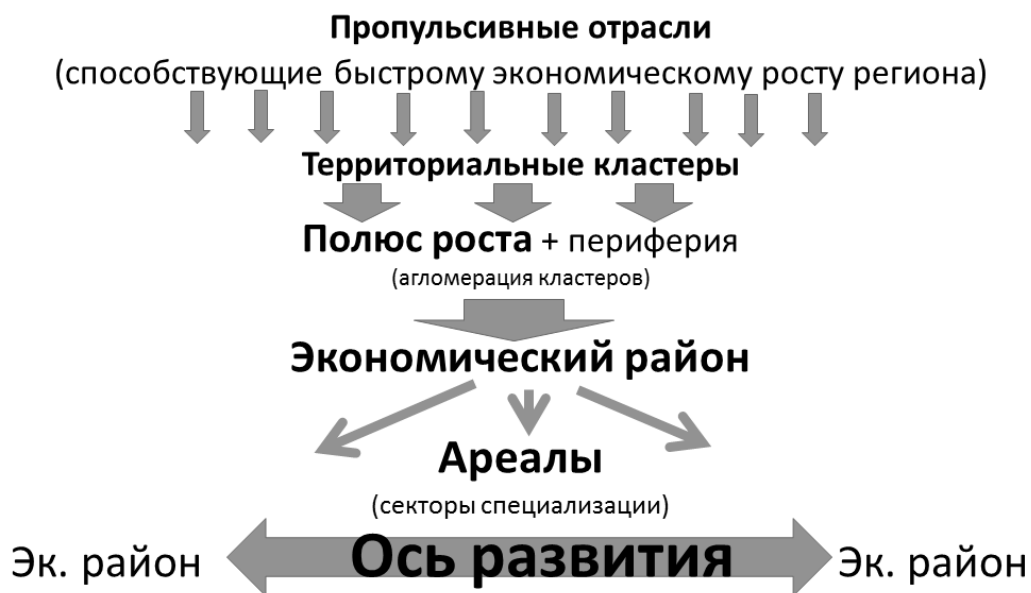 Пропульсивные отрасли
(способствующие быстрому экономическому росту региона)
Территориальные кластеры
Полюс роста + периферия
(агломерация кластеров)
Экономический район
Ареалы
(секторы специализации)
Эк. район Ось развития Эк. район